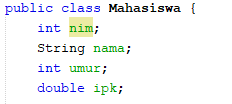 public class Mahasiswa {
int nim;
String nama;
int umur;
double ipk;